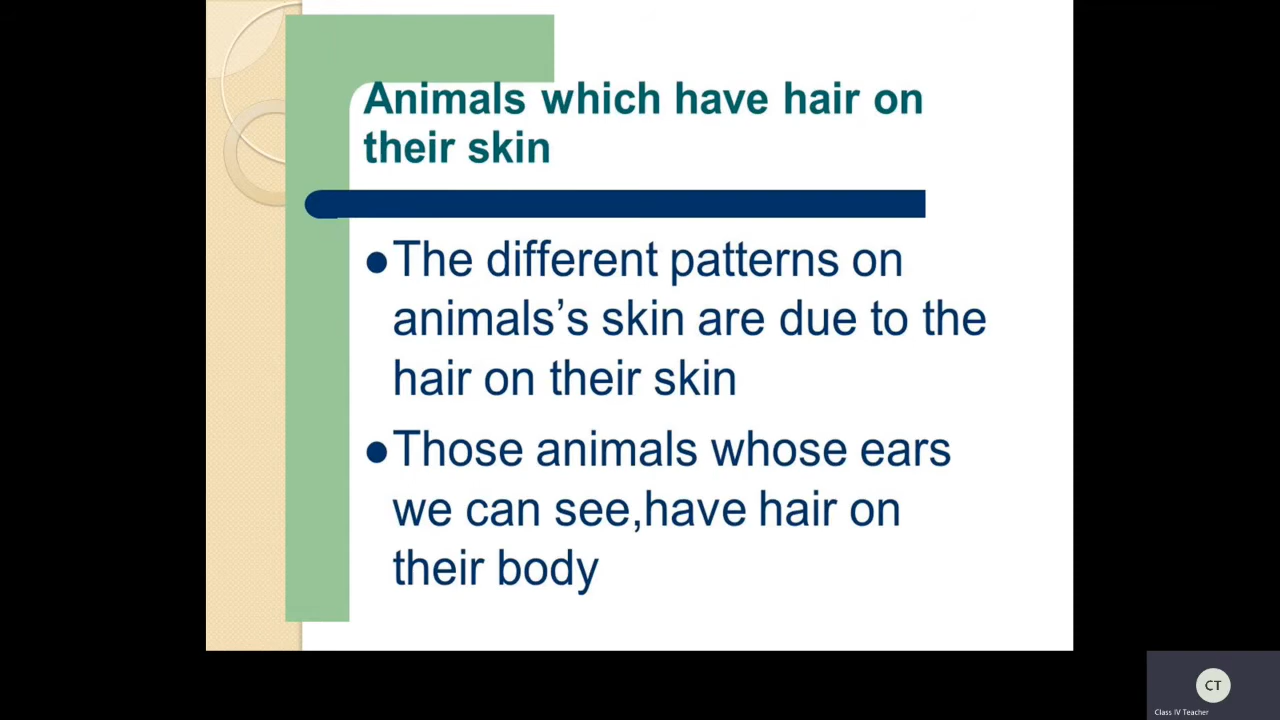 Animals which have hair on
their skin
●The different patterns on
animals’s skin are due to the
hair on their skin
●Those animals whose ears
we can see,have hair on
their body
CT
Class IV Teacher